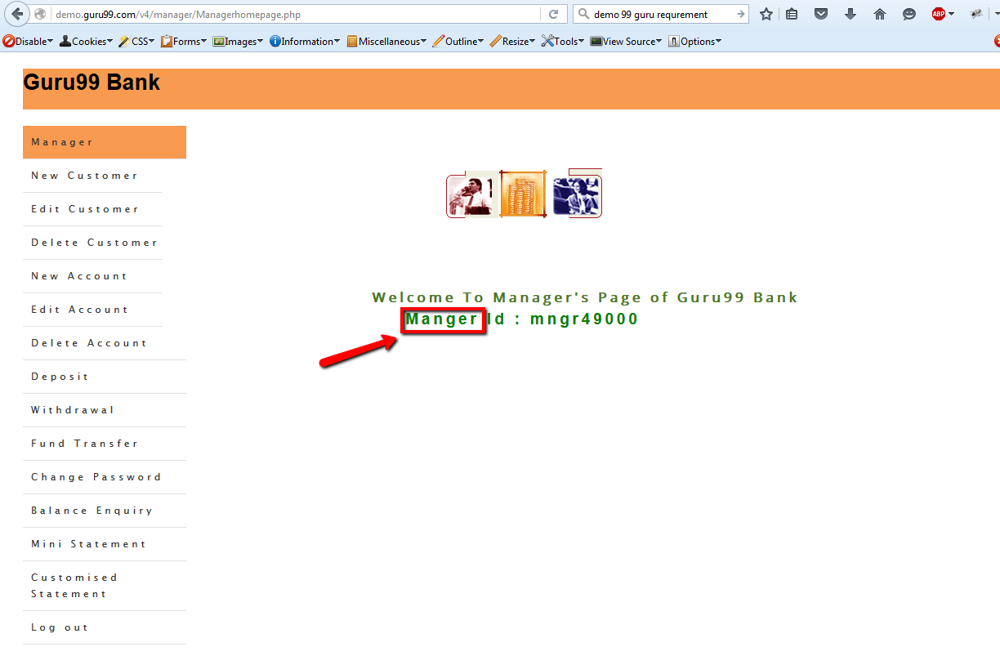 demo.guru99.com/v4/manager/Managerhomepage.php
demo 99 guru requrement
ABP
Disable Cookies CSS Forms Images Information Miscellaneous Outline Resize Tools View Source Options
Guru99 Bank
Manager
New Customer
Edit Customer
Delete Customer
New Account
Edit Account
Delete Account
Deposit
Withdrawal
Fund Transfer
Change Password
Balance Enquiry
Mini Statement
Customised
Statement
Log out
Welcome To Manager's Page of Guru99 Bank
Manger Id : mngr49000